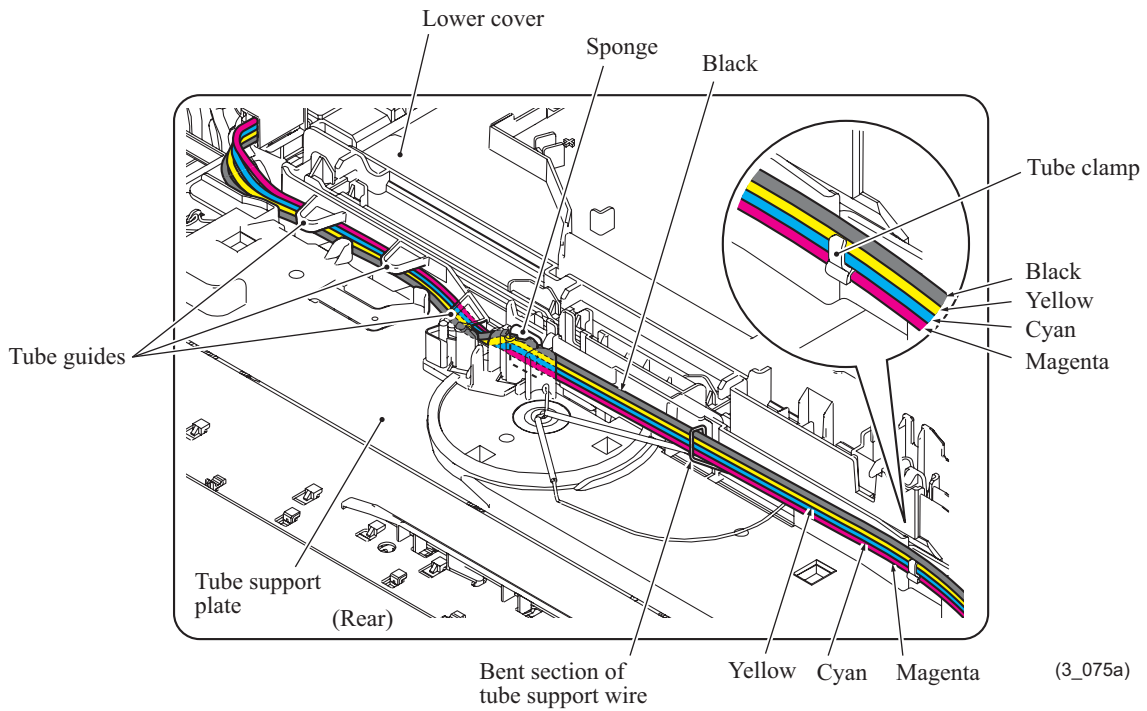 Lower cover
Sponge
Black
Tube clamp
Black
Yellow
Cyan
Magenta
Tube guides
Tube support
plate
(Rear)
Bent section of
tube support wire
Yellow
Cyan
Magenta
(3_075a)